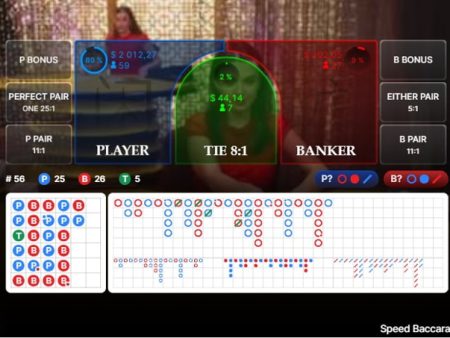 P BONUS
PERFECT PAIR
ONE 25:1
P PAIR
11:1
$ 2 012,27
59
2 %
$ 44,14
7
PLAYER
TIE 8:1
BANKER
B BONUS
EITHER PAIR
5:1
B PAIR
11:1
# 56 P 25 B 26 T 5
P? B?
P B B P B
T B P B
P B P B
P P P B
B B B B
Speed Baccara